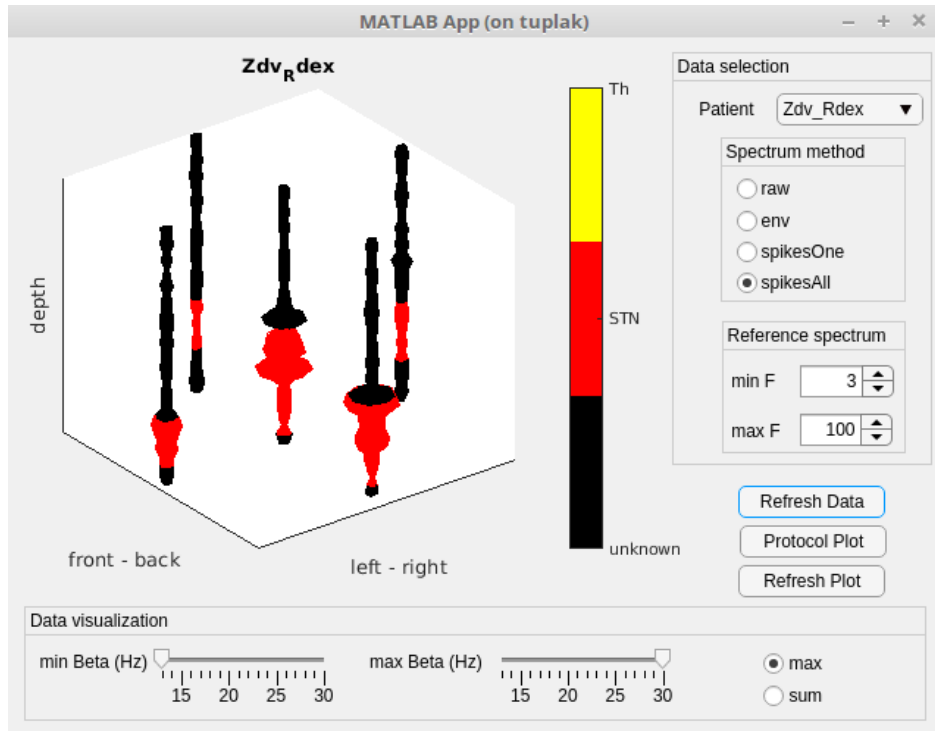 MATLAB App (on tuplak)
Zdv_Rdex
depth
front - back
left - right
Th
STN
unknown
Data selection
Patient Zdv_Rdex
Spectrum method
raw
env
spikesOne
spikesAll
Reference spectrum
min F 3
max F 100
Refresh Data
Protocol Plot
Refresh Plot
Data visualization
min Beta (Hz)
15 20 25 30
max Beta (Hz)
15 20 25 30
max
sum